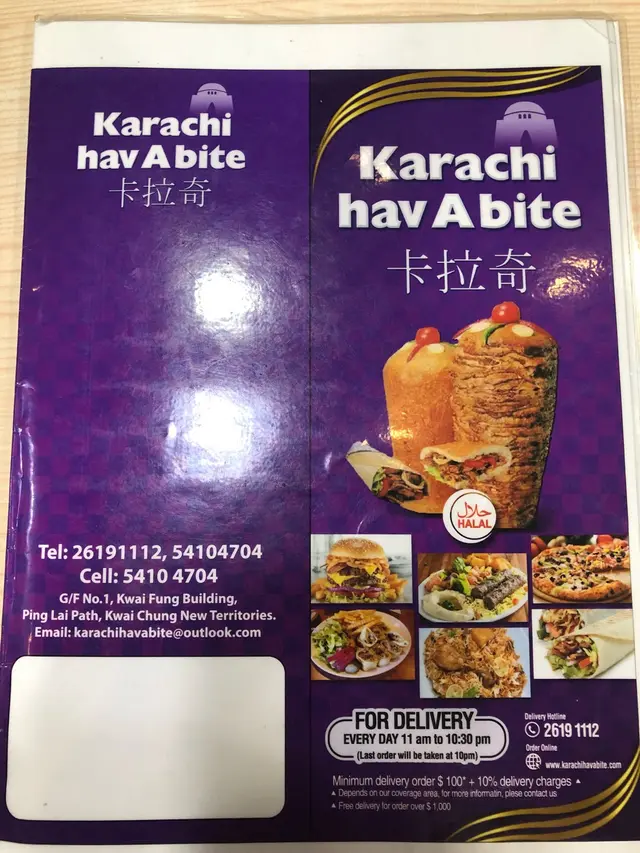 Karachi
hav A bite
卡拉奇
Tel: 26191112, 54104704
Cell: 5410 4704
G/F No.1, Kwai Fung Building,
Ping Lai Path, Kwai Chung New Territories.
Email: karachihavabite@outlook.com
Karachi
hav A bite
卡拉奇
حلال
HALAL
FOR DELIVERY
EVERY DAY 11 am to 10:30 pm
(Last order will be taken at 10pm)
Delivery Hotline
2619 1112
Order Online
www.karachihavabite.com
Minimum delivery order $ 100* + 10% delivery charges
Depends on our coverage area, for more informatin, plese contact us
Free delivery for order over $ 1,000